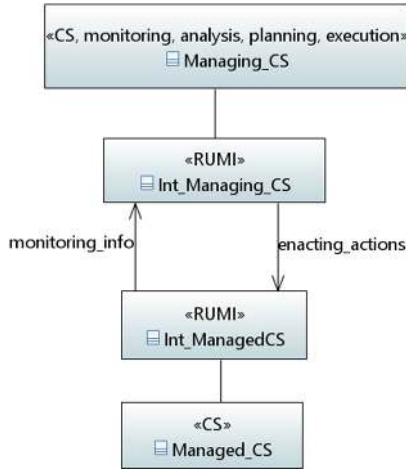 «CS, monitoring, analysis, planning, execution»
Managing_CS
«RUMI»
Int_Managing_CS
monitoring_info
enacting_actions
«RUMI»
Int_ManagedCS
«CS»
Managed_CS